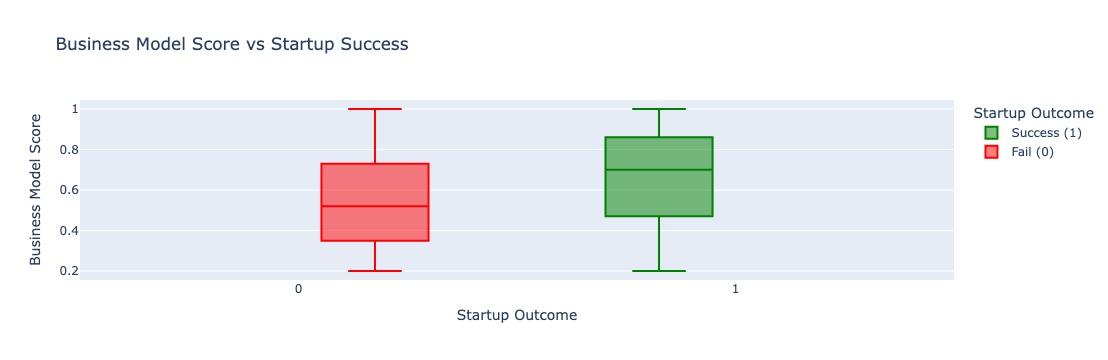 Business Model Score vs Startup Success
Business Model Score
1
0.8
0.6
0.4
0.2
0
1
Startup Outcome
Startup Outcome
Success (1)
Fail (0)